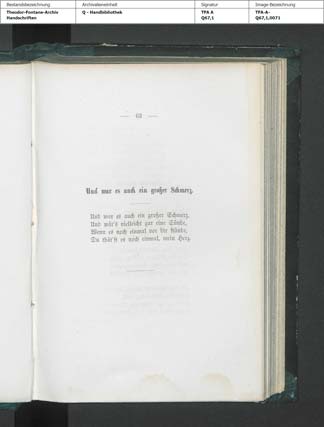 Bestandsbezeichnung Archivalieneinheit Signatur Image-Bezeichnung
Theodor-Fontane-Archiv Q - Handbibliothek TFA A TFA-A-
Handschriften Q67,1 Q67,1,0071
— 62 —
Und war es auch ein großer Schmerz.
Und war es auch ein großer Schmerz,
Und wär's vielleicht gar eine Sünde,
Wenn es noch einmal vor dir stünde,
Du thät'st es noch einmal, mein Herz.